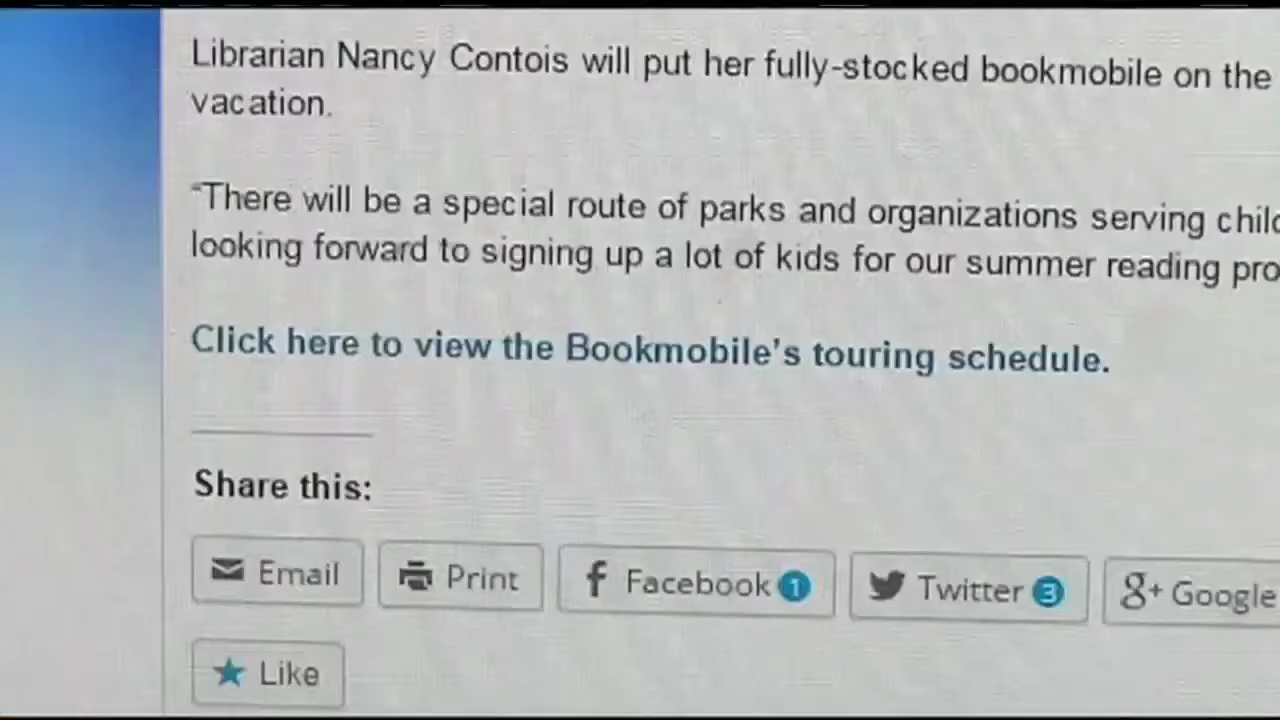 Librarian Nancy Contois will put her fully-stocked bookmobile on the
vacation.
“There will be a special route of parks and organizations serving
looking forward to signing up a lot of kids for our summer reading
Click here to view the Bookmobile's touring schedule.
Share this:
Email Print Facebook 1 Twitter 3 g+ Google
Like